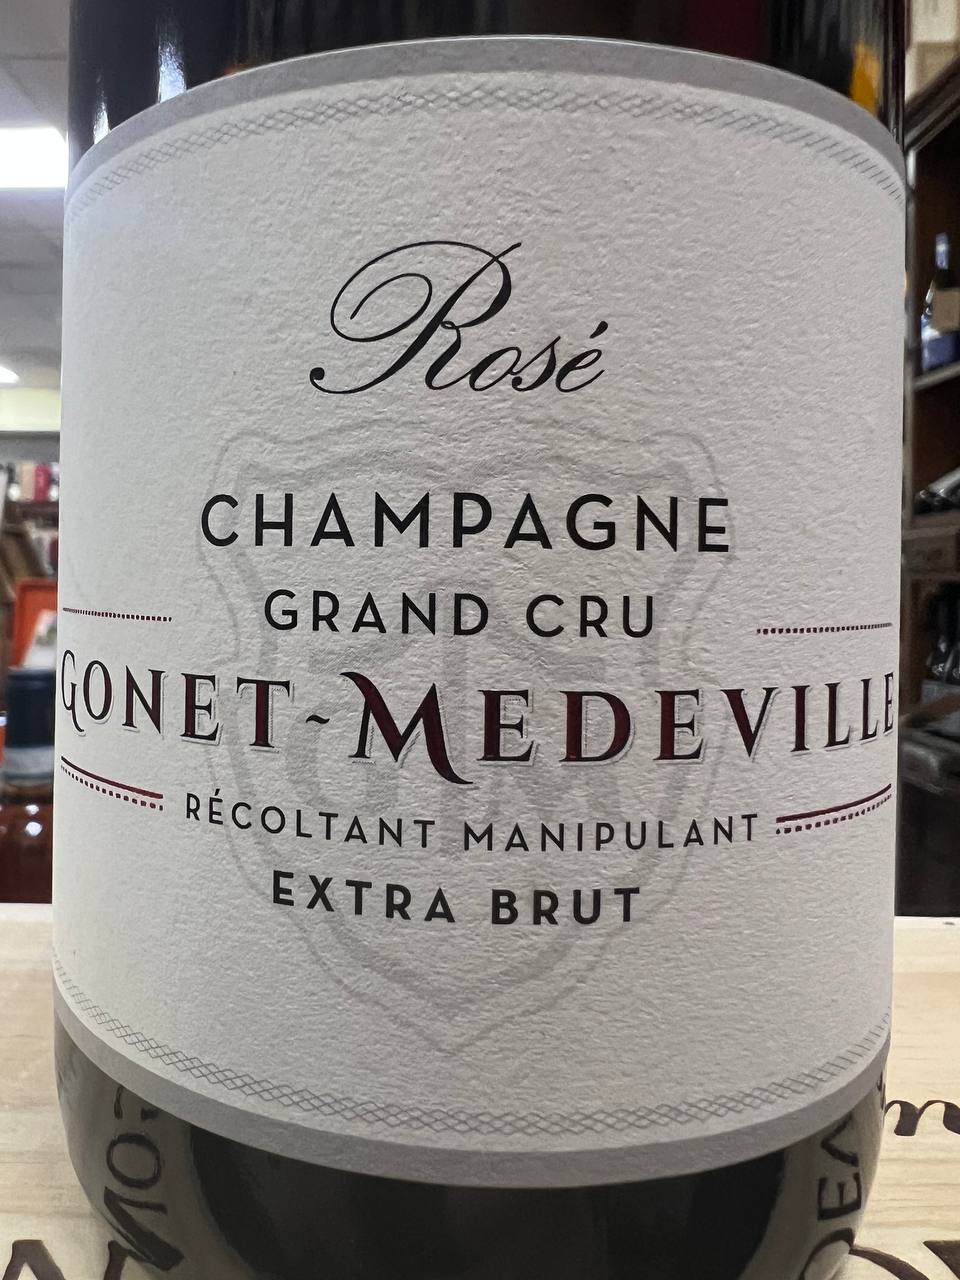 Rosé
CHAMPAGNE
GRAND CRU
GONET-MEDEVILLE
RÉCOLTANT MANIPULANT
EXTRA BRUT